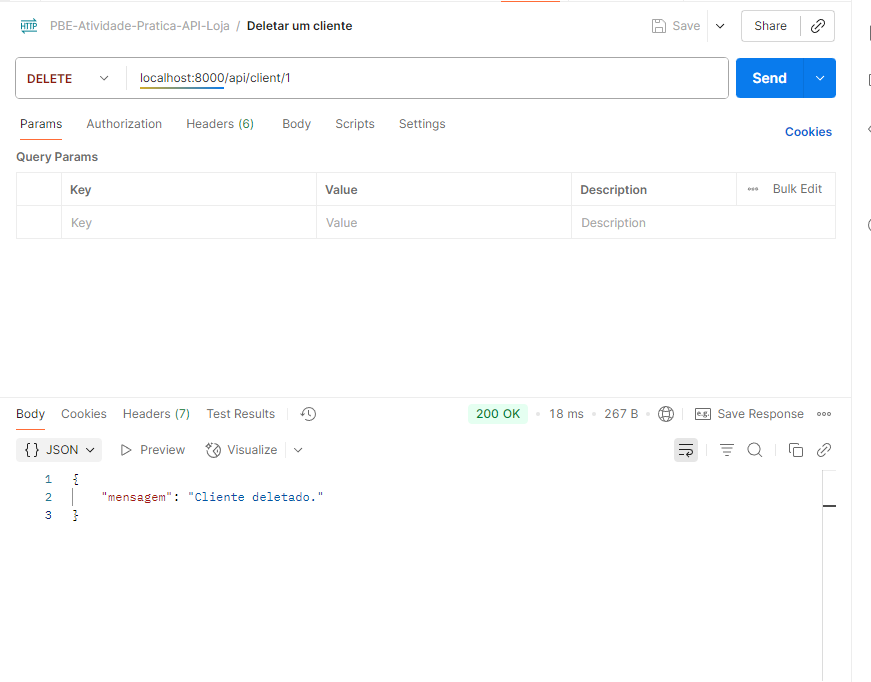 HTTP PBE-Atividade-Pratica-API-Loja / Deletar um cliente Save Share
DELETE localhost:8000/api/client/1 Send
Params Authorization Headers (6) Body Scripts Settings Cookies
Query Params
Key Value Description Bulk Edit
Key Value Description
Body Cookies Headers (7) Test Results 200 OK • 18 ms • 267 B • e.g. Save Response
{} JSON Preview Visualize
1 {
2 "mensagem": "Cliente deletado."
3 }